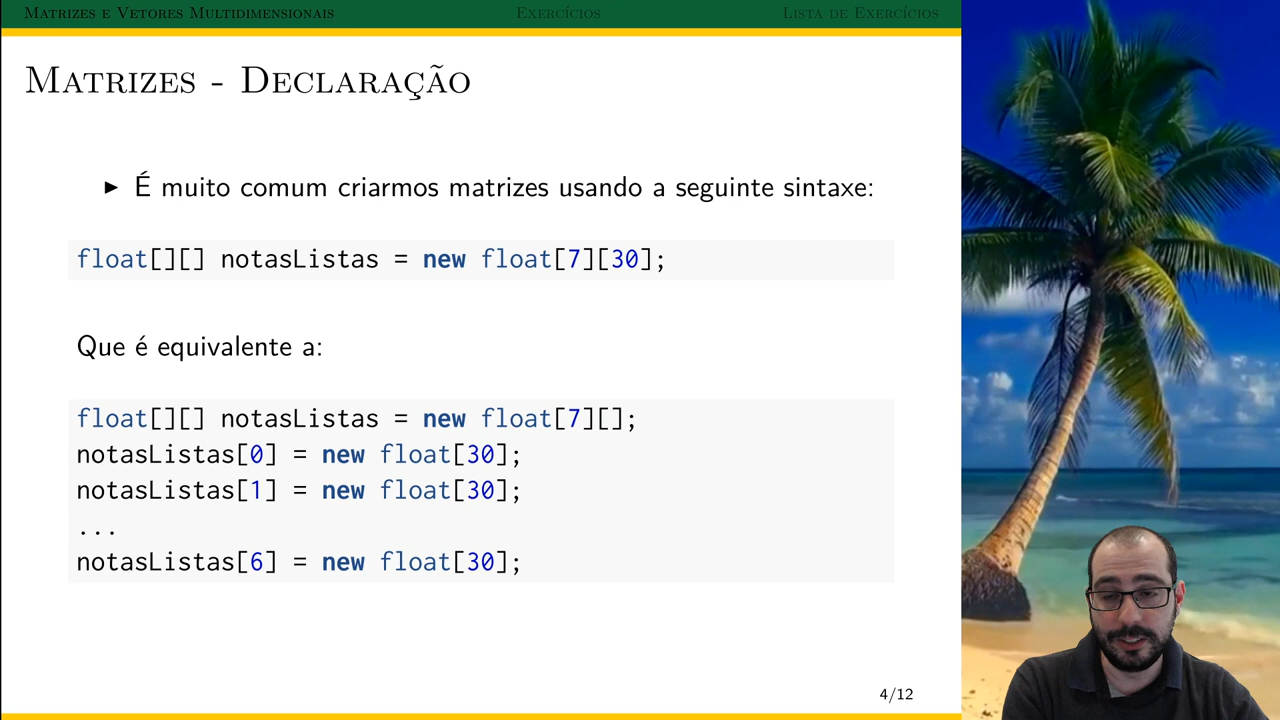 Matrizes e Vetores Multidimensionais
Exercícios
Lista de Exercícios
Matrizes - Declaração
► É muito comum criarmos matrizes usando a seguinte sintaxe:
float[][] notasListas = new float[7][30];
Que é equivalente a:
float[][] notasListas = new float[7][];
notasListas[0] = new float[30];
notasListas[1] = new float[30];
...
notasListas[6] = new float[30];
4/12